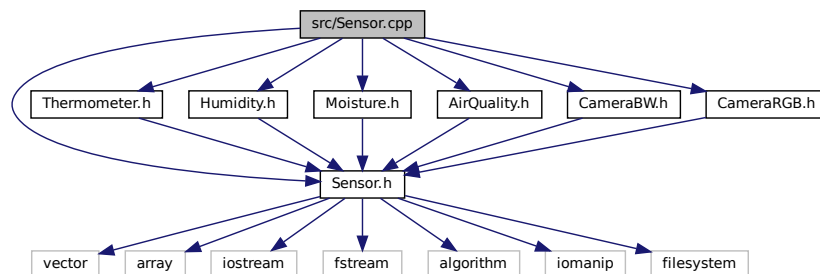 src/Sensor.cpp
Thermometer.h
Humidity.h
Moisture.h
AirQuality.h
CameraBW.h
CameraRGB.h
Sensor.h
vector
array
iostream
fstream
algorithm
iomanip
filesystem